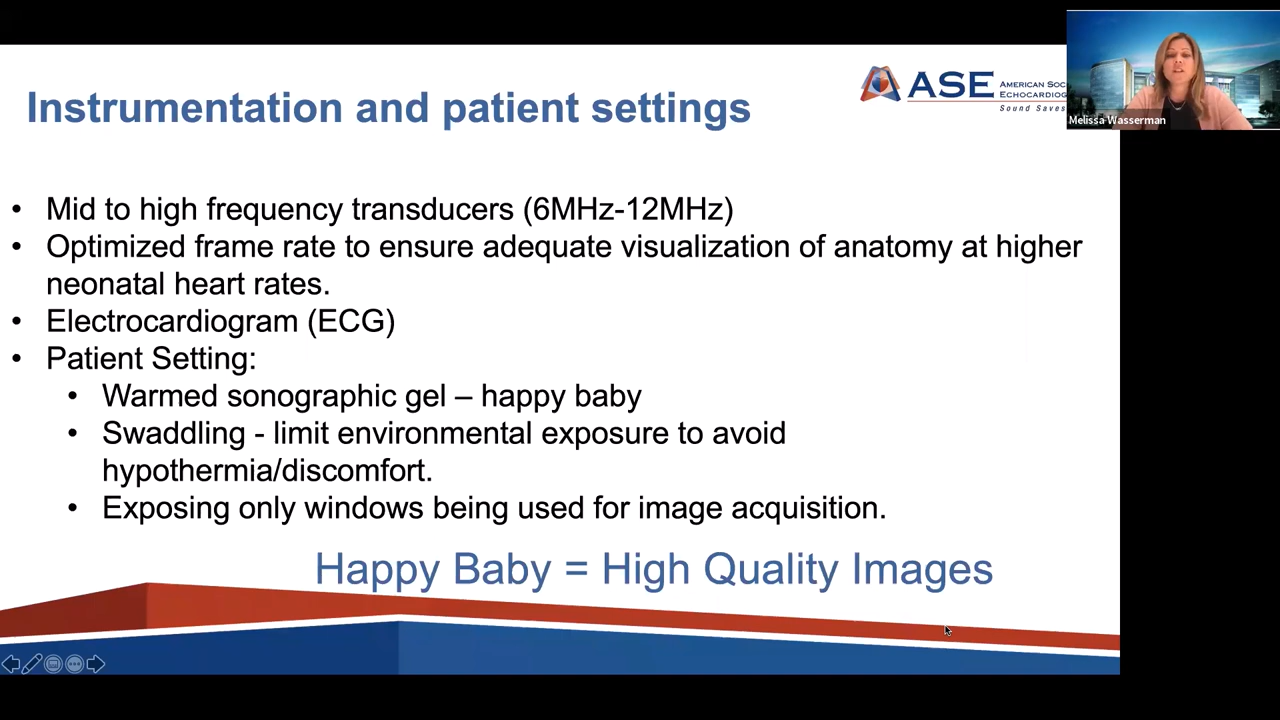 Instrumentation and patient settings
ASE
AMERICAN SOC
ECHOCARDIOG
Sound Saves
Melissa Wasserman
• Mid to high frequency transducers (6MHz-12MHz)
• Optimized frame rate to ensure adequate visualization of anatomy at higher
neonatal heart rates.
• Electrocardiogram (ECG)
• Patient Setting:
• Warmed sonographic gel – happy baby
• Swaddling - limit environmental exposure to avoid
hypothermia/discomfort.
• Exposing only windows being used for image acquisition.
Happy Baby = High Quality Images